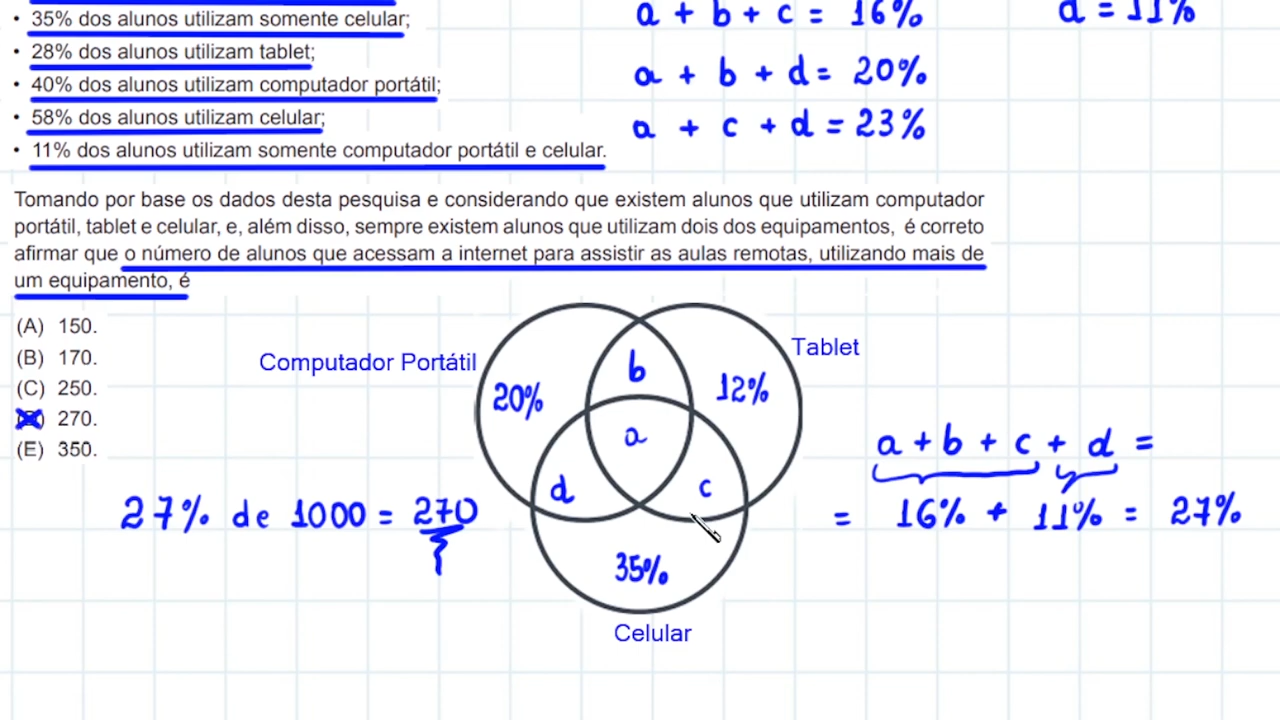 • 35% dos alunos utilizam somente celular;
• 28% dos alunos utilizam tablet;
• 40% dos alunos utilizam computador portátil;
• 58% dos alunos utilizam celular;
• 11% dos alunos utilizam somente computador portátil e celular.
a + b + c = 16%
d = 11%
a + b + d = 20%
a + c + d = 23%
Tomando por base os dados desta pesquisa e considerando que existem alunos que utilizam computador
portátil, tablet e celular, e, além disso, sempre existem alunos que utilizam dois dos equipamentos, é correto
afirmar que o número de alunos que acessam a internet para assistir as aulas remotas, utilizando mais de
um equipamento, é
(A) 150.
(B) 170.
(C) 250.
270.
(E) 350.
Computador Portátil
Tablet
b
20%
12%
a
d
c
35%
Celular
27% de 1000 = 270
a + b + c + d =
= 16% + 11% = 27%